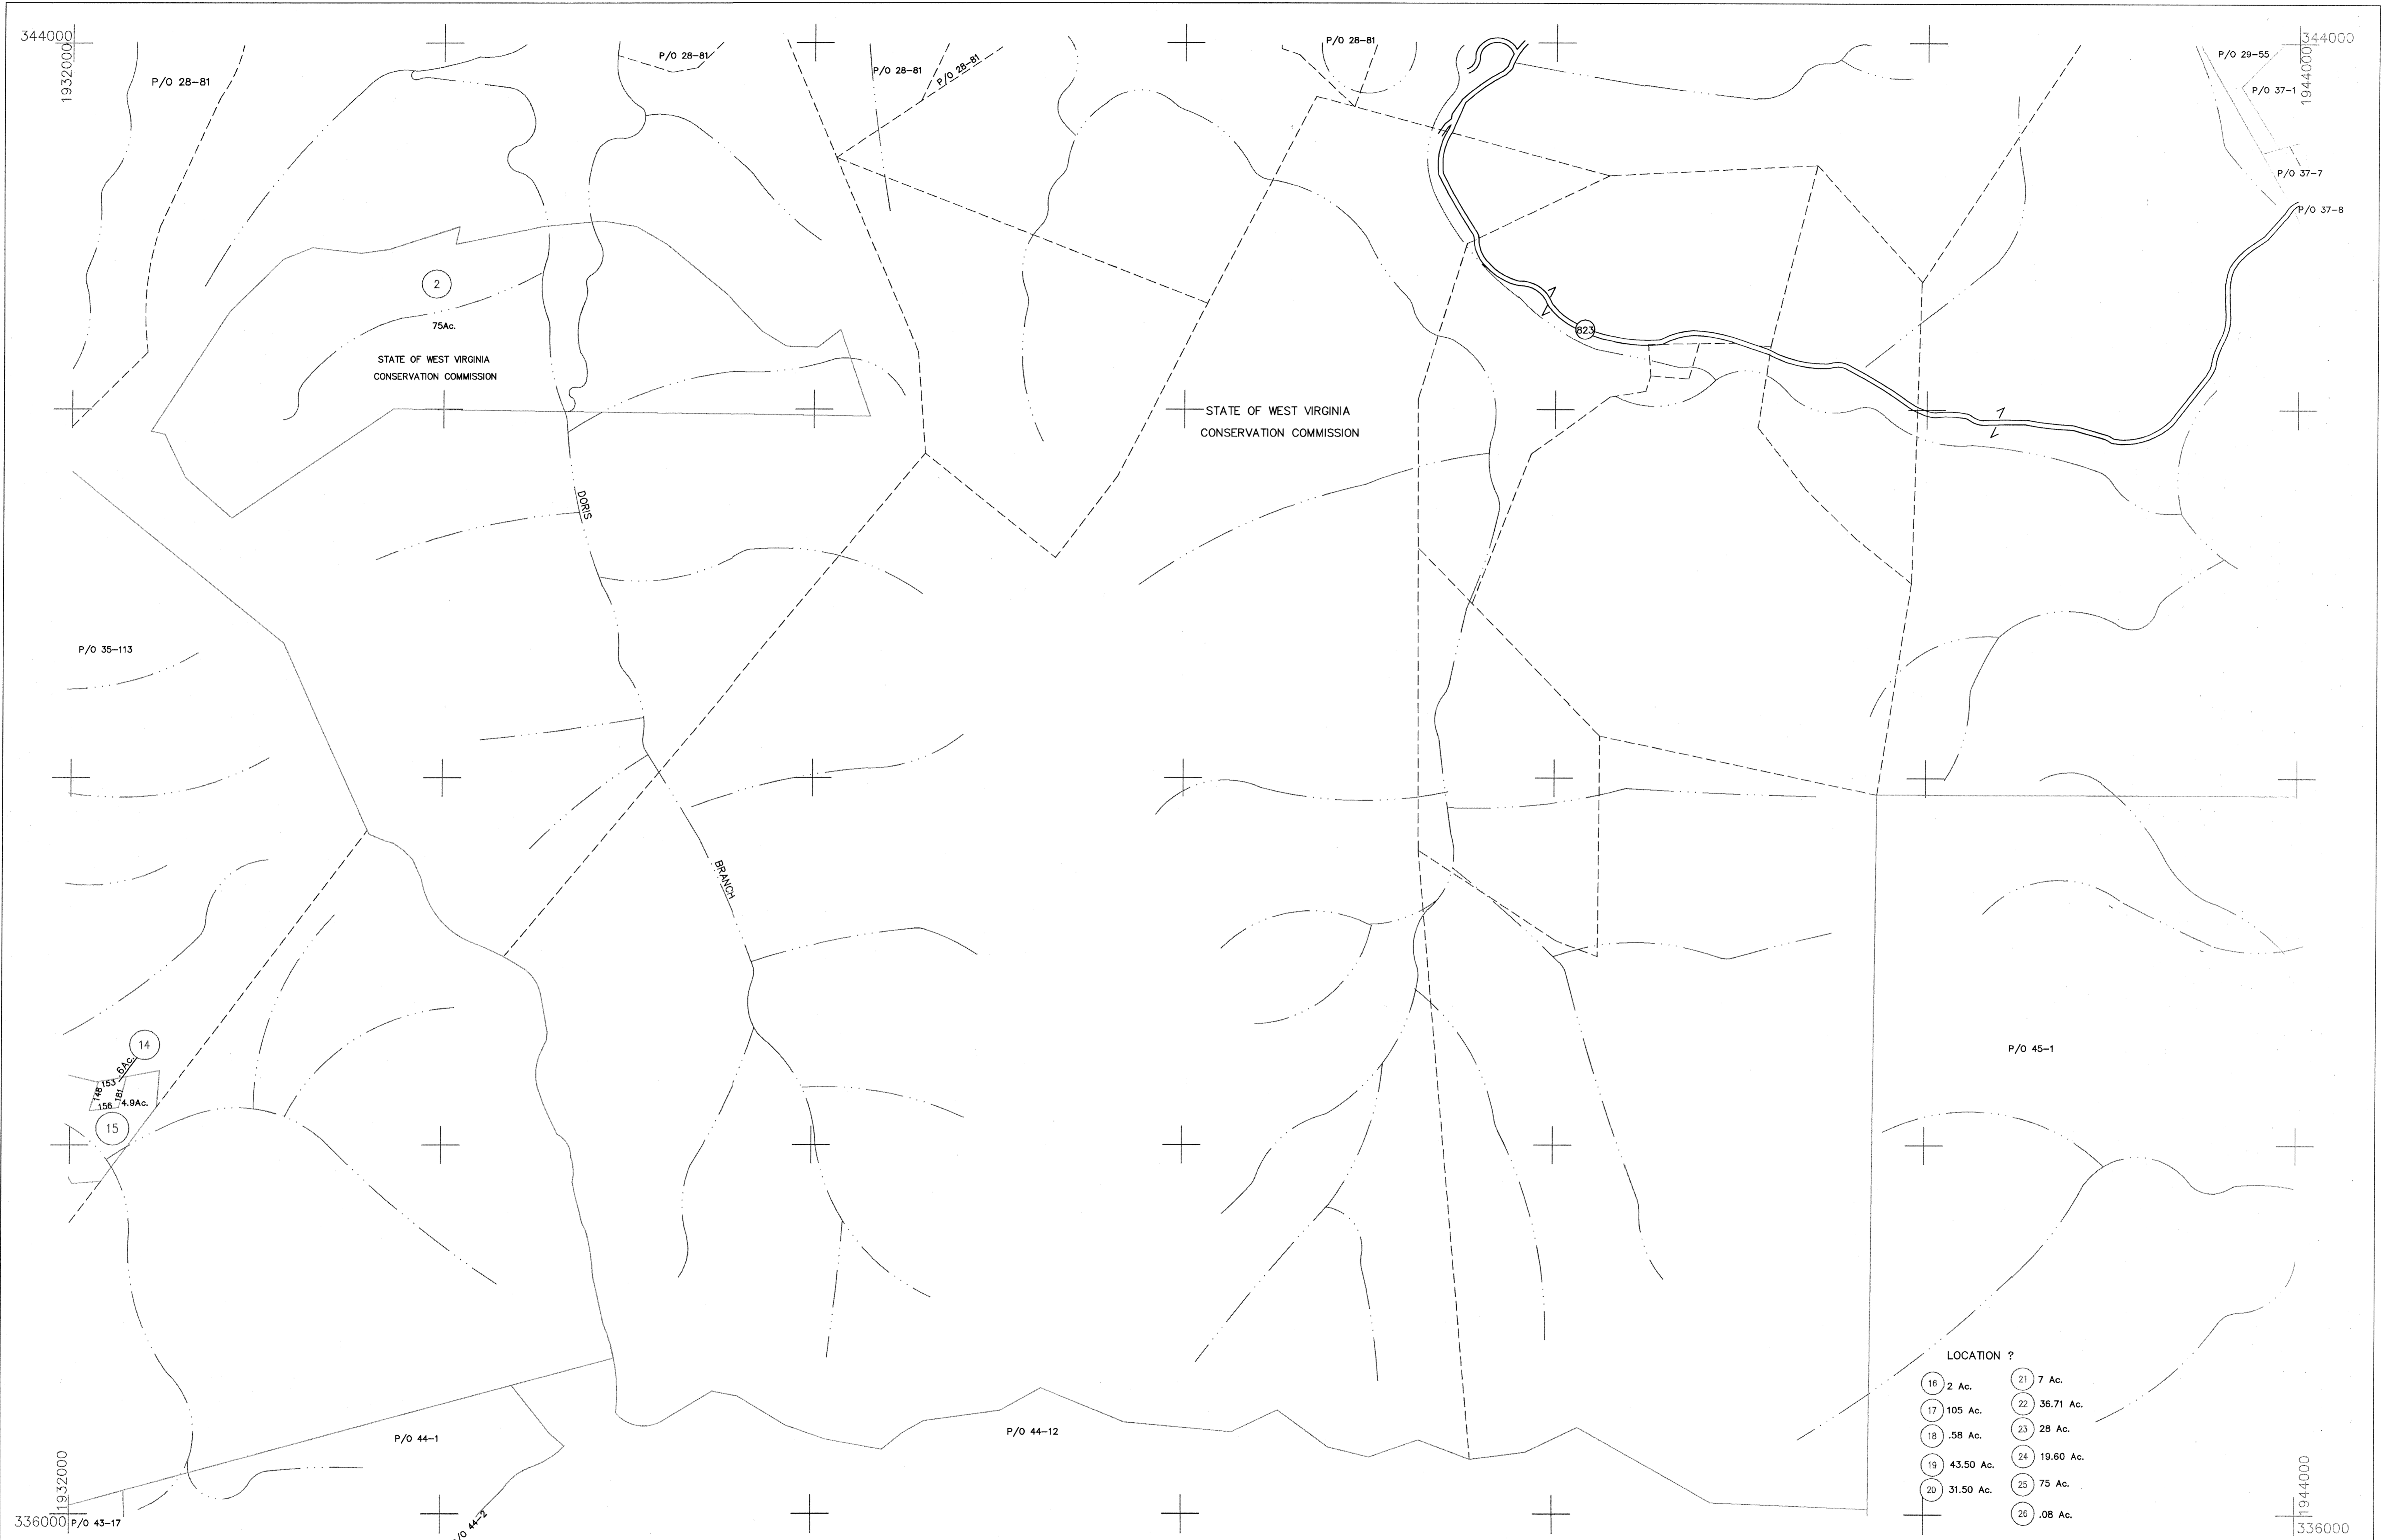 344000
1932000
P/O 28-81
P/O 28-81
P/O 28-81
P/O 28-81
P/O 28-81
P/O 29-55
344000
1944000
P/O 37-1
P/O 37-7
P/O 37-8
2
75Ac.
STATE OF WEST VIRGINIA
CONSERVATION COMMISSION
823
STATE OF WEST VIRGINIA
CONSERVATION COMMISSION
DORIS
P/O 35-113
BRANCH
14
.6Ac.
153
148
181
156
4.9Ac.
15
P/O 45-1
LOCATION ?
16 2 Ac.
17 105 Ac.
18 .58 Ac.
19 43.50 Ac.
20 31.50 Ac.
21 7 Ac.
22 36.71 Ac.
23 28 Ac.
24 19.60 Ac.
25 75 Ac.
26 .08 Ac.
P/O 44-1
P/O 44-12
1932000
336000
P/O 43-17
P/O 44-2
1944000
336000